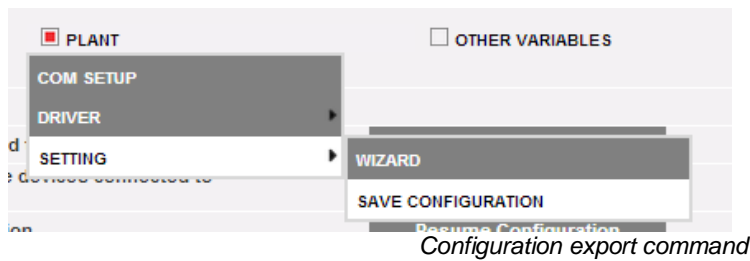 PLANT
OTHER VARIABLES
COM SETUP
DRIVER
SETTING
WIZARD
SAVE CONFIGURATION
Resume Configuration
Configuration export command